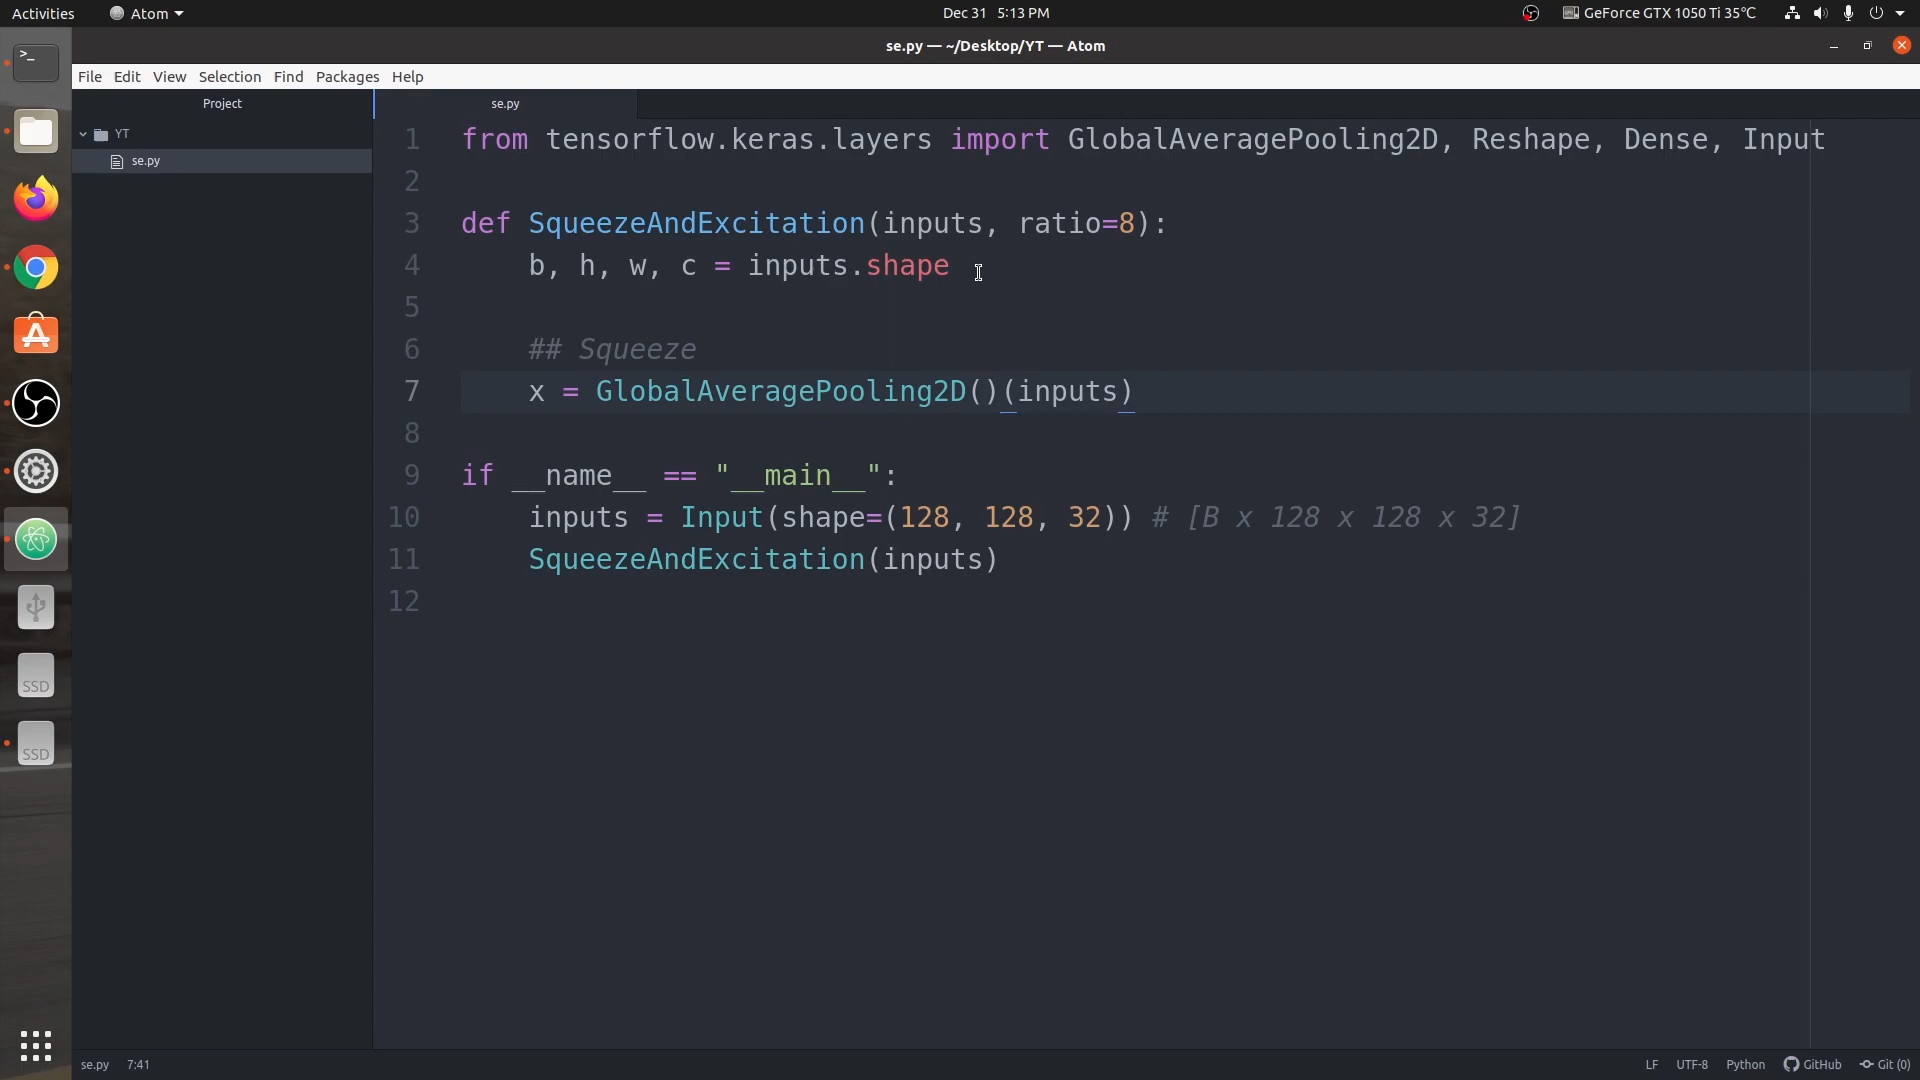 Activities Atom Dec 31 5:13 PM GeForce GTX 1050 Ti 35℃
se.py — ~/Desktop/YT — Atom
File Edit View Selection Find Packages Help
Project
YT
se.py
se.py
1 from tensorflow.keras.layers import GlobalAveragePooling2D, Reshape, Dense, Input
2
3 def SqueezeAndExcitation(inputs, ratio=8):
4     b, h, w, c = inputs.shape
5
6     ## Squeeze
7     x = GlobalAveragePooling2D()(inputs)
8
9 if __name__ == "__main__":
10     inputs = Input(shape=(128, 128, 32)) # [B x 128 x 128 x 32]
11     SqueezeAndExcitation(inputs)
12
>_
SSD
SSD
se.py 7:41 LF UTF-8 Python GitHub Git (0)